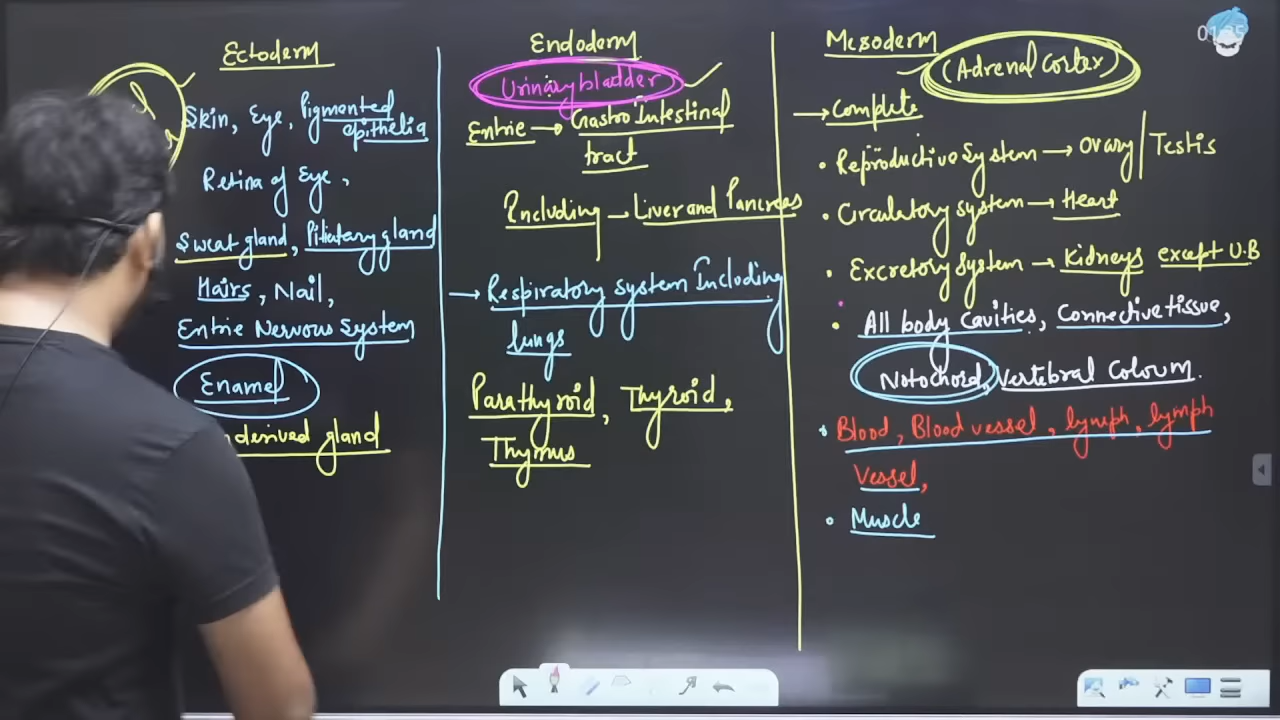 Ectoderm
Skin, Eye, Pigmented
epithelia
Retina of Eye,
Sweat gland, Pitiutary gland
Hairs, Nail,
Entrie Nervous System
Enamel
gland
Endoderm
Urinary bladder
Entrie → Gastro Intestinal
tract
Including – Liver and Pancreas
→ Respiratory system Including
lungs
Parathyroid, Thyroid,
Thymus
Mesoderm
(Adrenal Cortex)
→ Complete
• Reproductive System → Ovary / Testis
• Circulatory system → Heart
• Excretory System → Kidneys except U.B
• All body cavities, Connective tissue,
Notochord, Vertebral Coloum.
• Blood, Blood vessel, lymph, lymph
Vessel,
• Muscle